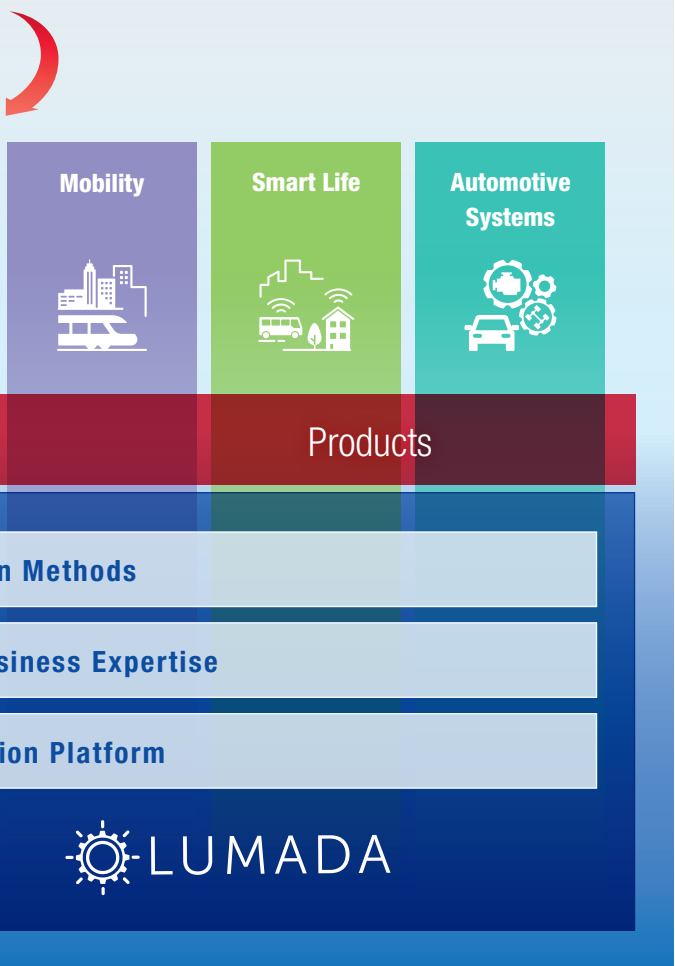 Mobility
Smart Life
Automotive
Systems
Products
n Methods
siness Expertise
ion Platform
LUMADA